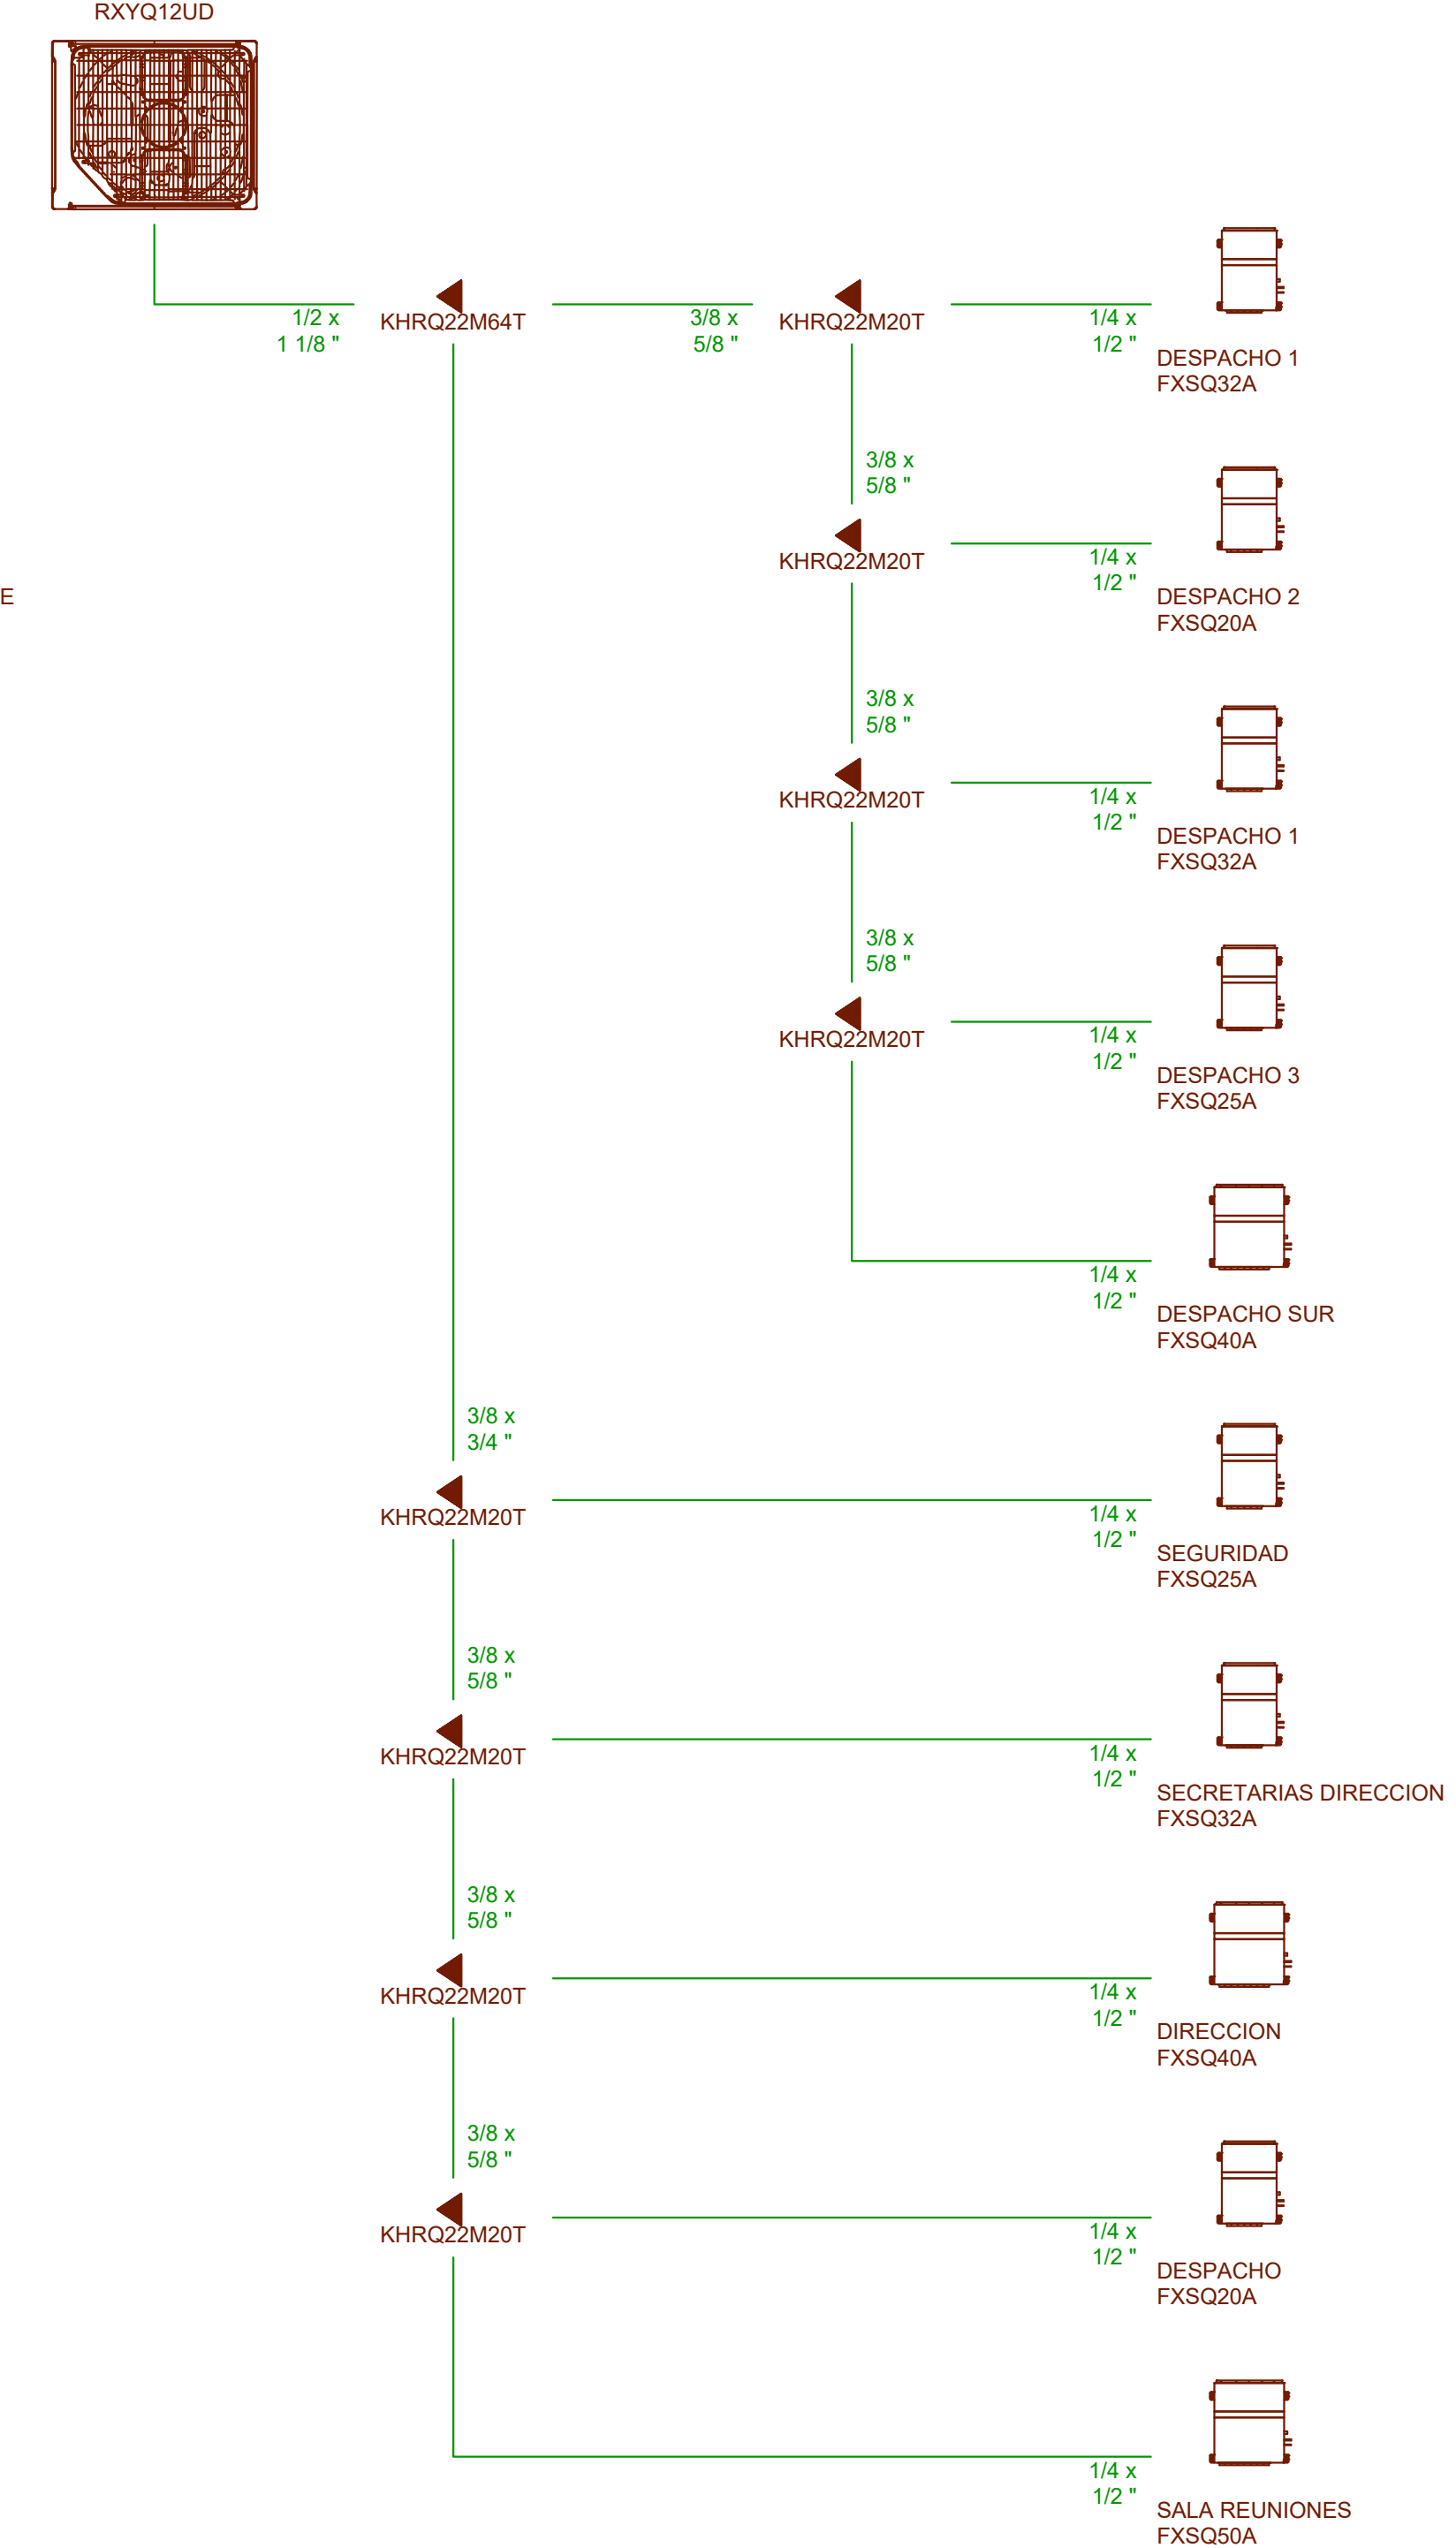 RXYQ12UD
1/2 x
1 1/8 "
KHRQ22M64T
3/8 x
5/8 "
KHRQ22M20T
1/4 x
1/2 "
DESPACHO 1
FXSQ32A
3/8 x
5/8 "
KHRQ22M20T
1/4 x
1/2 "
E
DESPACHO 2
FXSQ20A
3/8 x
5/8 "
KHRQ22M20T
1/4 x
1/2 "
DESPACHO 1
FXSQ32A
3/8 x
5/8 "
KHRQ22M20T
1/4 x
1/2 "
DESPACHO 3
FXSQ25A
1/4 x
1/2 "
DESPACHO SUR
FXSQ40A
3/8 x
3/4 "
KHRQ22M20T
1/4 x
1/2 "
SEGURIDAD
FXSQ25A
3/8 x
5/8 "
KHRQ22M20T
1/4 x
1/2 "
SECRETARIAS DIRECCION
FXSQ32A
3/8 x
5/8 "
KHRQ22M20T
1/4 x
1/2 "
DIRECCION
FXSQ40A
3/8 x
5/8 "
KHRQ22M20T
1/4 x
1/2 "
DESPACHO
FXSQ20A
1/4 x
1/2 "
SALA REUNIONES
FXSQ50A